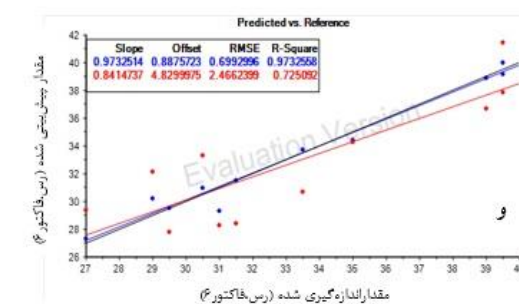 Predicted vs. Reference
Slope Offset RMSE R-Square
0.9732514 0.8875723 0.6992996 0.9732558
0.8414737 4.8299975 2.4662399 0.725092
42
40
38
36
34
32
30
28
26
مقدار پیش‌بینی شده (رس،فاکتور ۶)
Evaluation Version
و
27 28 29 30 31 32 33 34 35 36 37 38 39 40
مقداراندازه‌گیری شده (رس،فاکتور۶)